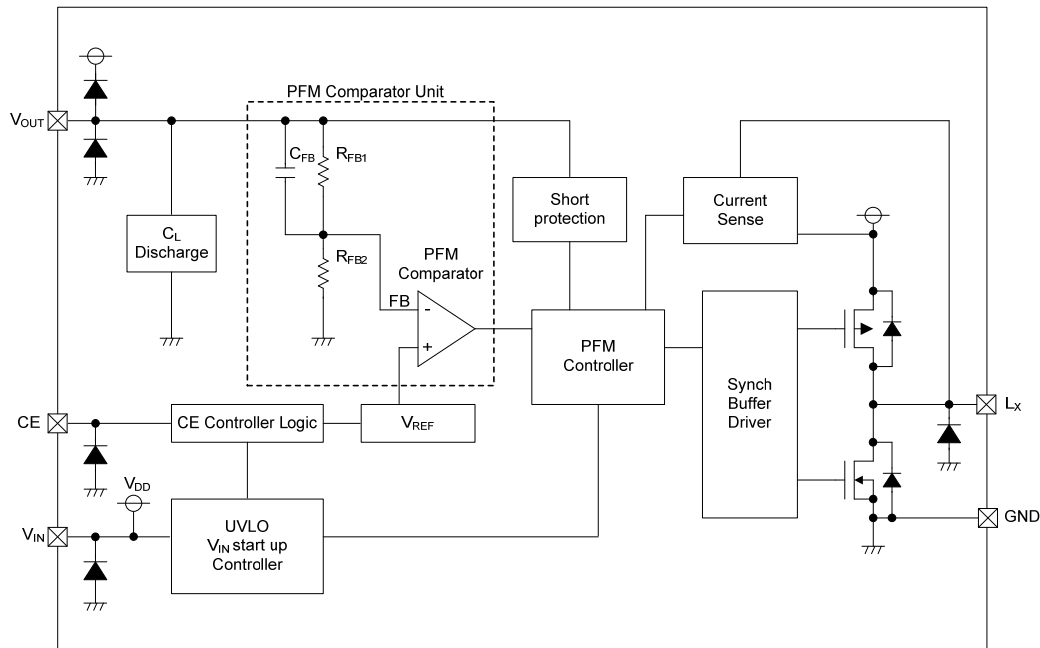 PFM Comparator Unit
VOUT
CFB
RFB1
Short
protection
Current
Sense
CL
Discharge
RFB2
PFM
Comparator
FB
-
+
PFM
Controller
Synch
Buffer
Driver
CE
CE Controller Logic
VREF
LX
VDD
VIN
UVLO
VIN start up
Controller
GND